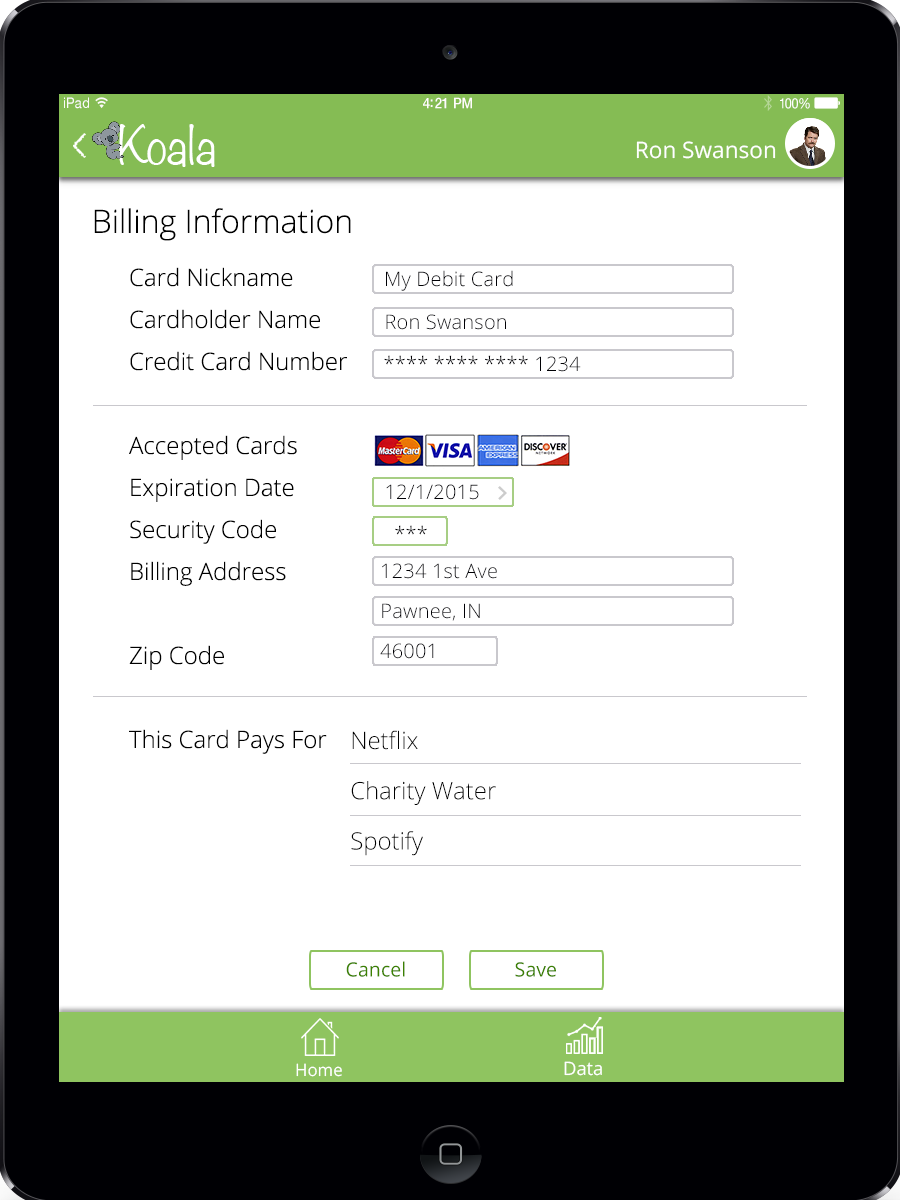 iPad 4:21 PM 100%
Koala Ron Swanson
Billing Information
Card Nickname My Debit Card
Cardholder Name Ron Swanson
Credit Card Number **** **** **** 1234
Accepted Cards MasterCard VISA AMERICAN EXPRESS DISCOVER NETWORK
Expiration Date 12/1/2015
Security Code ***
Billing Address 1234 1st Ave
Pawnee, IN
Zip Code 46001
This Card Pays For Netflix
Charity Water
Spotify
Cancel Save
Home Data